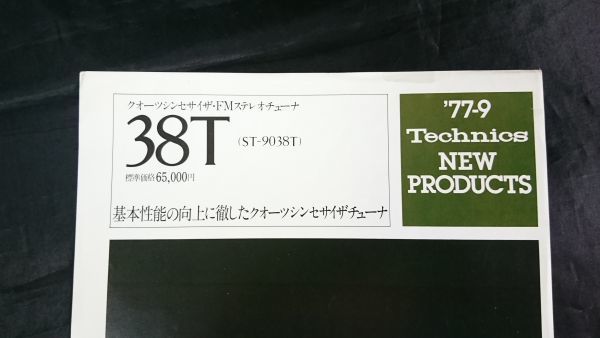 クオーツシンセサイザ・FMステレオチューナ
38T (ST-9038T)
標準価格65,000円
基本性能の向上に徹したクオーツシンセサイザチューナ
'77-9
Technics
NEW
PRODUCTS